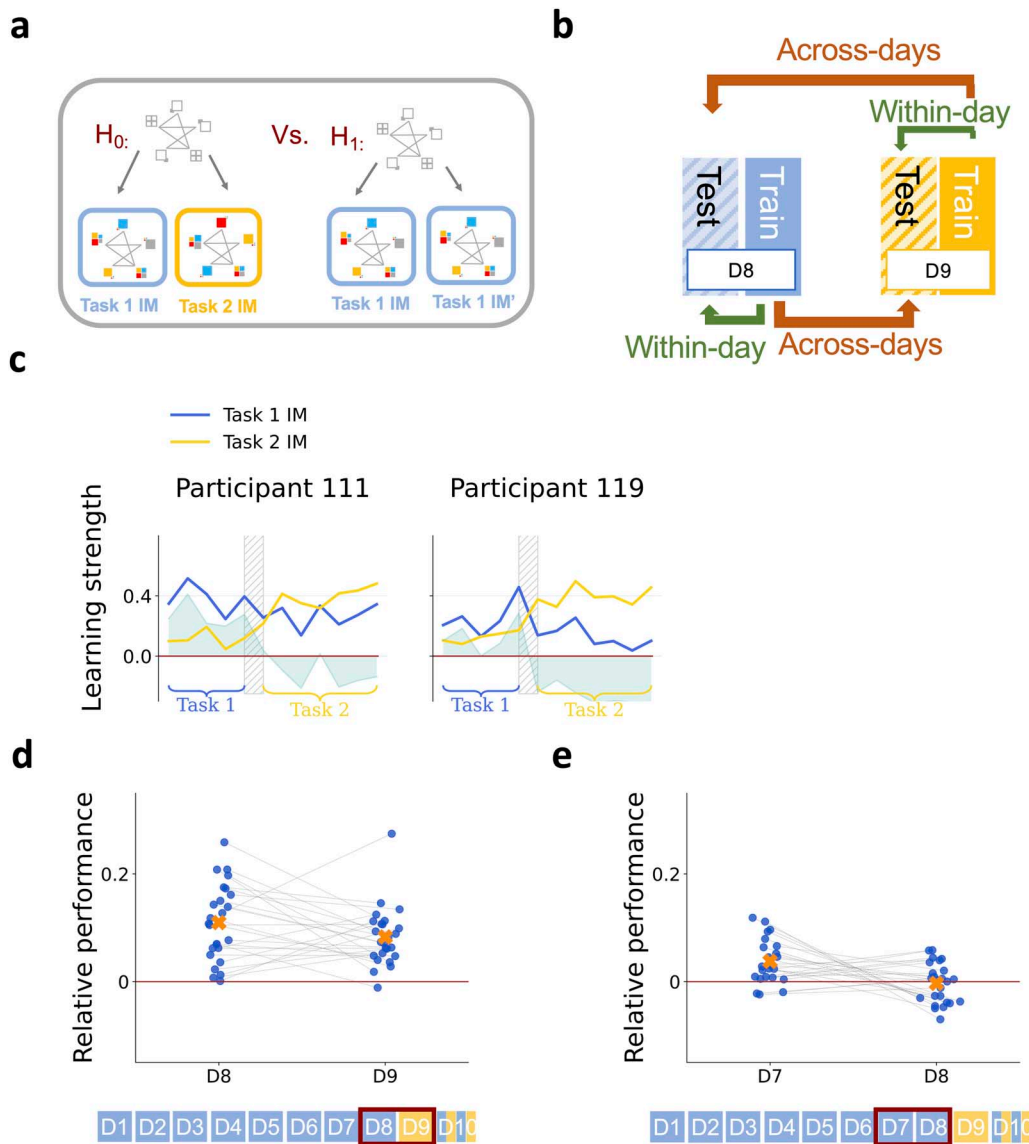 a
H0:
Vs.
H1:
Task 1 IM
Task 2 IM
Task 1 IM
Task 1 IM'
b
Across-days
Within-day
Test
Train
D8
Test
Train
D9
Within-day
Across-days
c
Task 1 IM
Task 2 IM
Participant 111
Participant 119
Learning strength
0.4
0.0
Task 1
Task 2
Task 1
Task 2
d
Relative performance
0.2
0
D8
D9
D1 D2 D3 D4 D5 D6 D7 D8 D9 D10
e
Relative performance
0.2
0
D7
D8
D1 D2 D3 D4 D5 D6 D7 D8 D9 D10